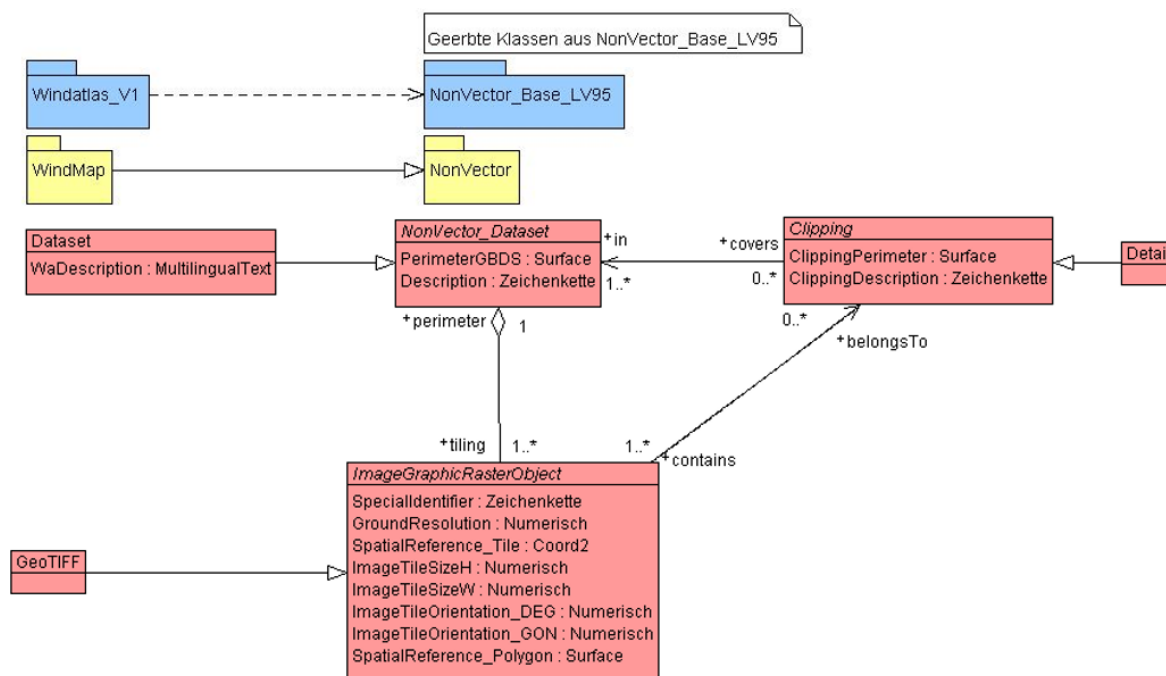 Geerbte Klassen aus NonVector_Base_LV95
Windatlas_V1
NonVector_Base_LV95
WindMap
NonVector
Dataset
WaDescription : MultilingualText
NonVector_Dataset
PerimeterGBDS : Surface
Description : Zeichenkette
+in
1..*
+covers
0..*
Clipping
ClippingPerimeter : Surface
ClippingDescription : Zeichenkette
Detail
+perimeter
1
0..*
+belongsTo
+tiling
1..*
1..*
+contains
ImageGraphicRasterObject
SpecialIdentifier : Zeichenkette
GroundResolution : Numerisch
SpatialReference_Tile : Coord2
ImageTileSizeH : Numerisch
ImageTileSizeW : Numerisch
ImageTileOrientation_DEG : Numerisch
ImageTileOrientation_GON : Numerisch
SpatialReference_Polygon : Surface
GeoTIFF